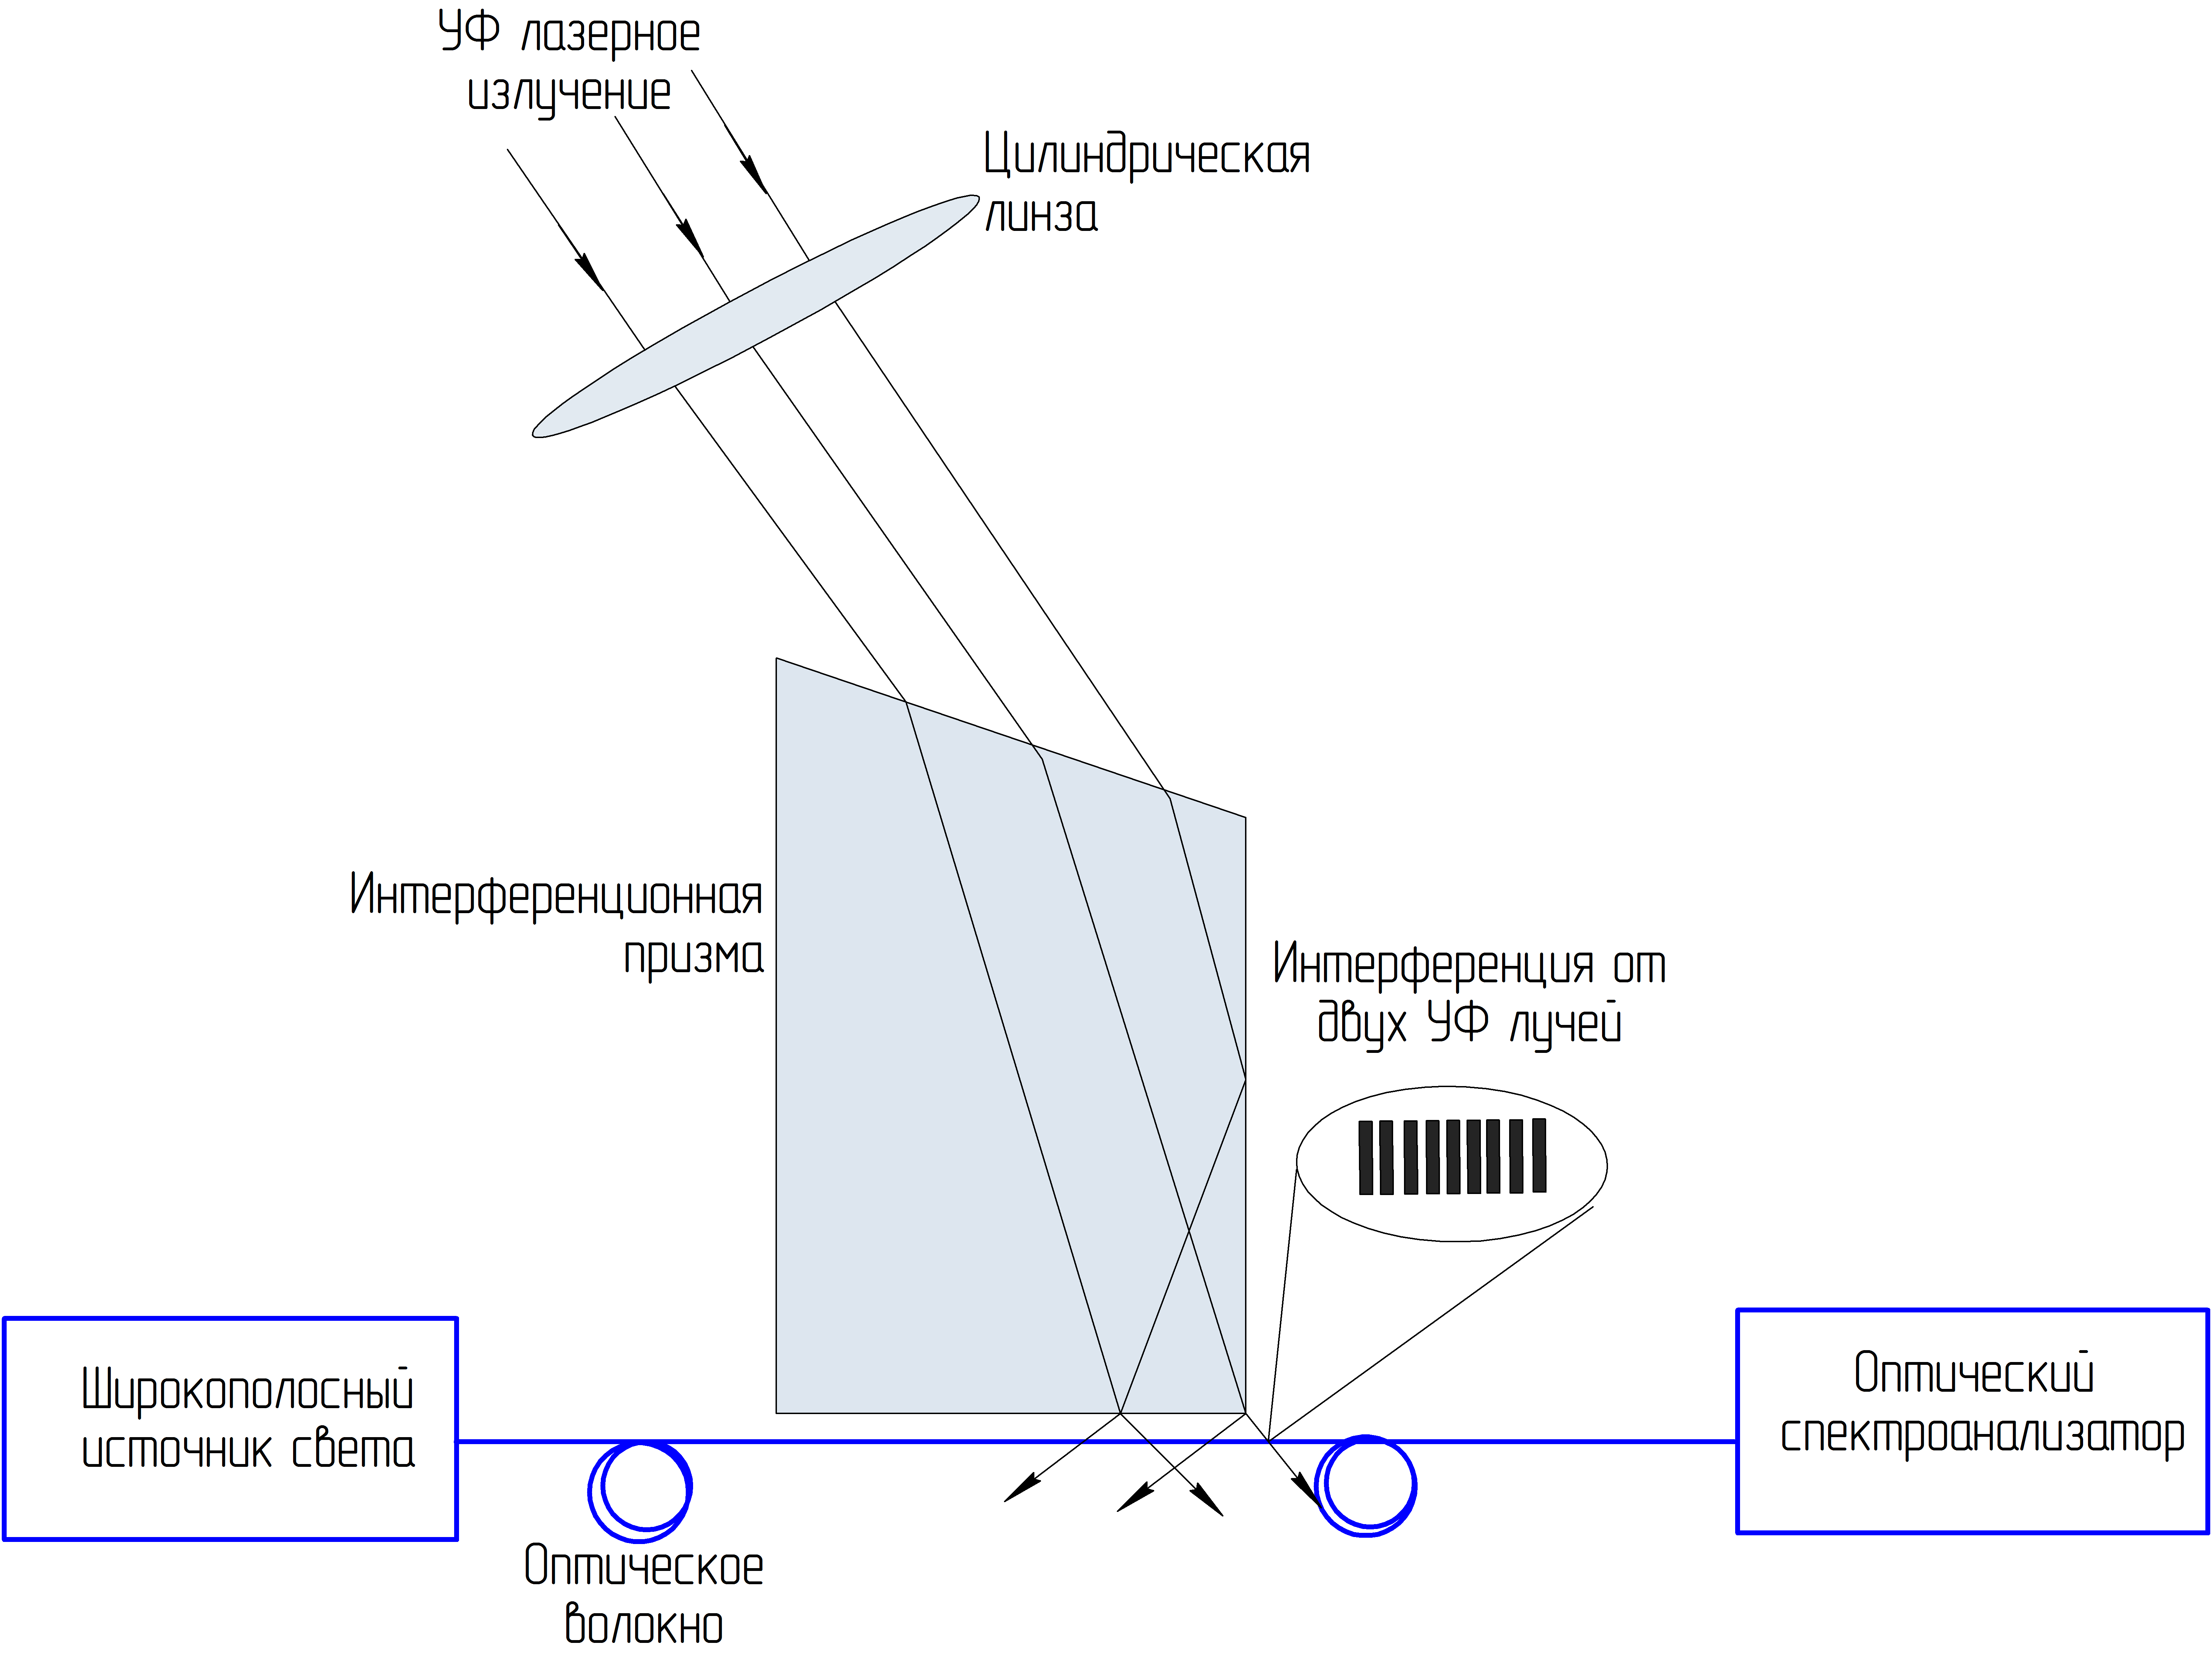 УФ лазерное
излучение
Цилиндрическая
линза
Интерференционная
призма
Интерференция от
двух УФ лучей
Широкополосный
источник света
Оптический
спектроанализатор
Оптическое
волокно